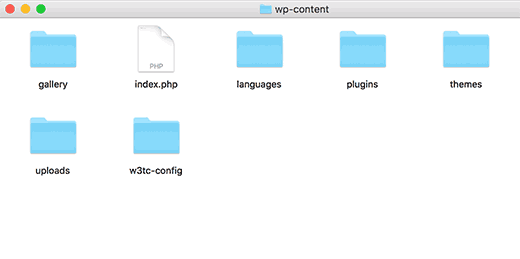 wp-content
PHP
gallery index.php languages plugins themes
uploads w3tc-config